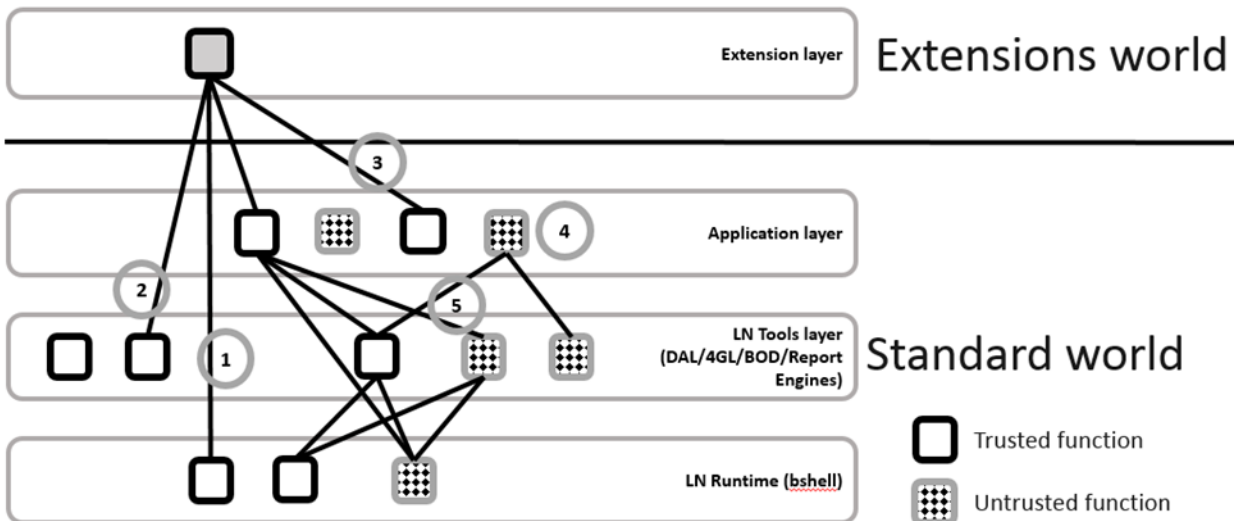 Extension layer
Extensions world
3
Application layer
4
2
5
1
LN Tools layer
(DAL/4GL/BOD/Report
Engines)
Standard world
Trusted function
LN Runtime (bshell)
Untrusted function